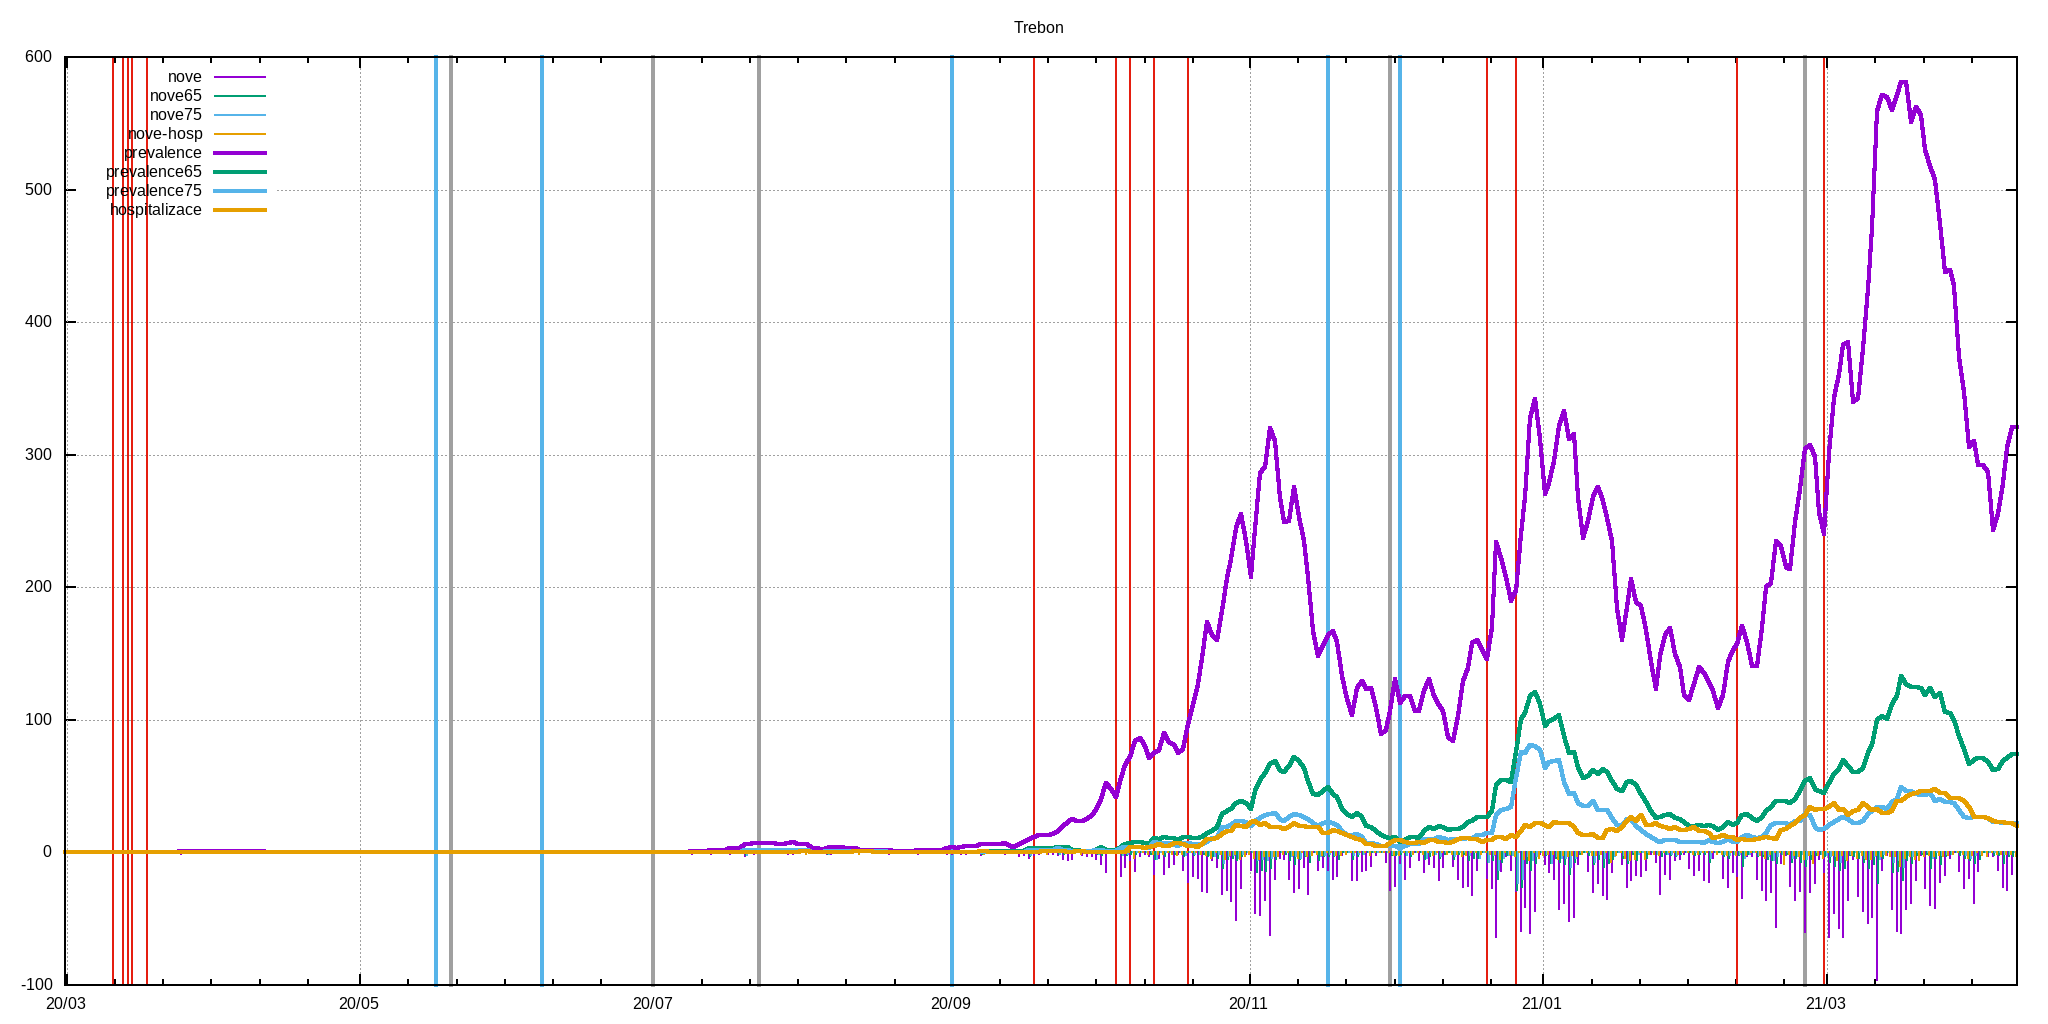 Trebon
600
500
400
300
200
100
0
-100
nove
nove65
nove75
nove-hosp
prevalence
prevalence65
prevalence75
hospitalizace
20/03 20/05 20/07 20/09 20/11 21/01 21/03